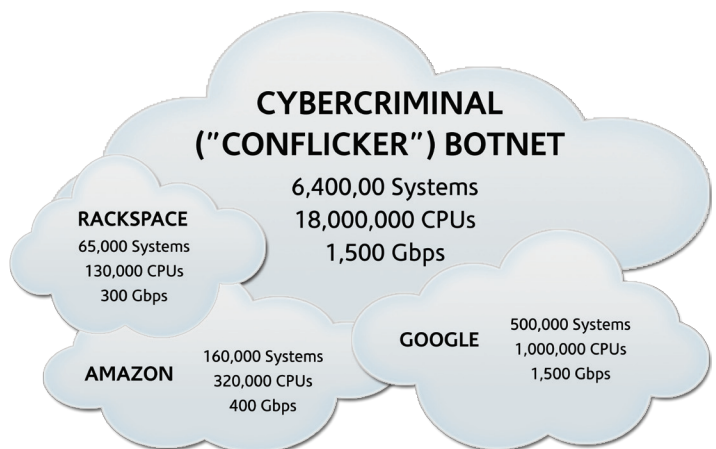 CYBERCRIMINAL
("CONFLICKER") BOTNET
6,400,00 Systems
18,000,000 CPUs
1,500 Gbps
RACKSPACE
65,000 Systems
130,000 CPUs
300 Gbps
AMAZON
160,000 Systems
320,000 CPUs
400 Gbps
GOOGLE
500,000 Systems
1,000,000 CPUs
1,500 Gbps